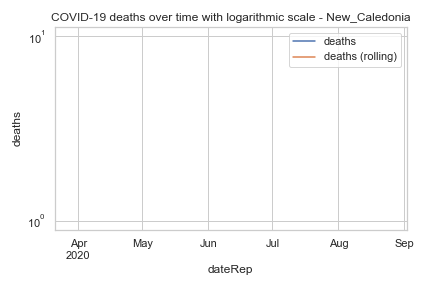 COVID-19 deaths over time with logarithmic scale - New_Caledonia
deaths
deaths (rolling)
10¹
deaths
10⁰
Apr May Jun Jul Aug Sep
2020
dateRep